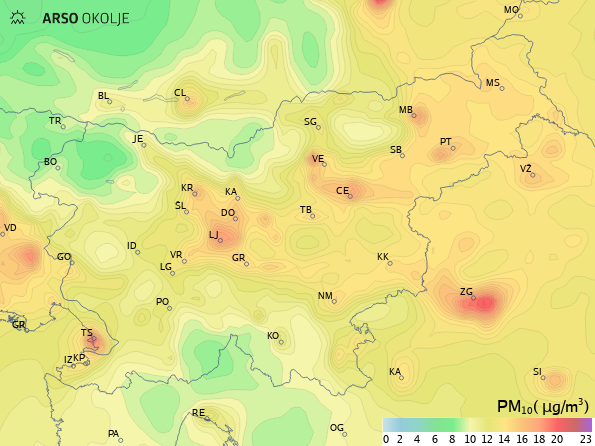 ARSO OKOLJE
MO
BL
CL
MS
MB
TR
SG
JE
PT
SB
BO
VE
VŽ
KR
KA
CE
ŠL
DO
TB
VD
LJ
ID
GO
VR
GR
KK
LG
ZG
NM
PO
GR
TS
KO
IZ
KP
KA
SI
RE
OG
PA
PM₁₀( µg/m³)
0 2 4 6 8 10 12 14 16 18 20 23